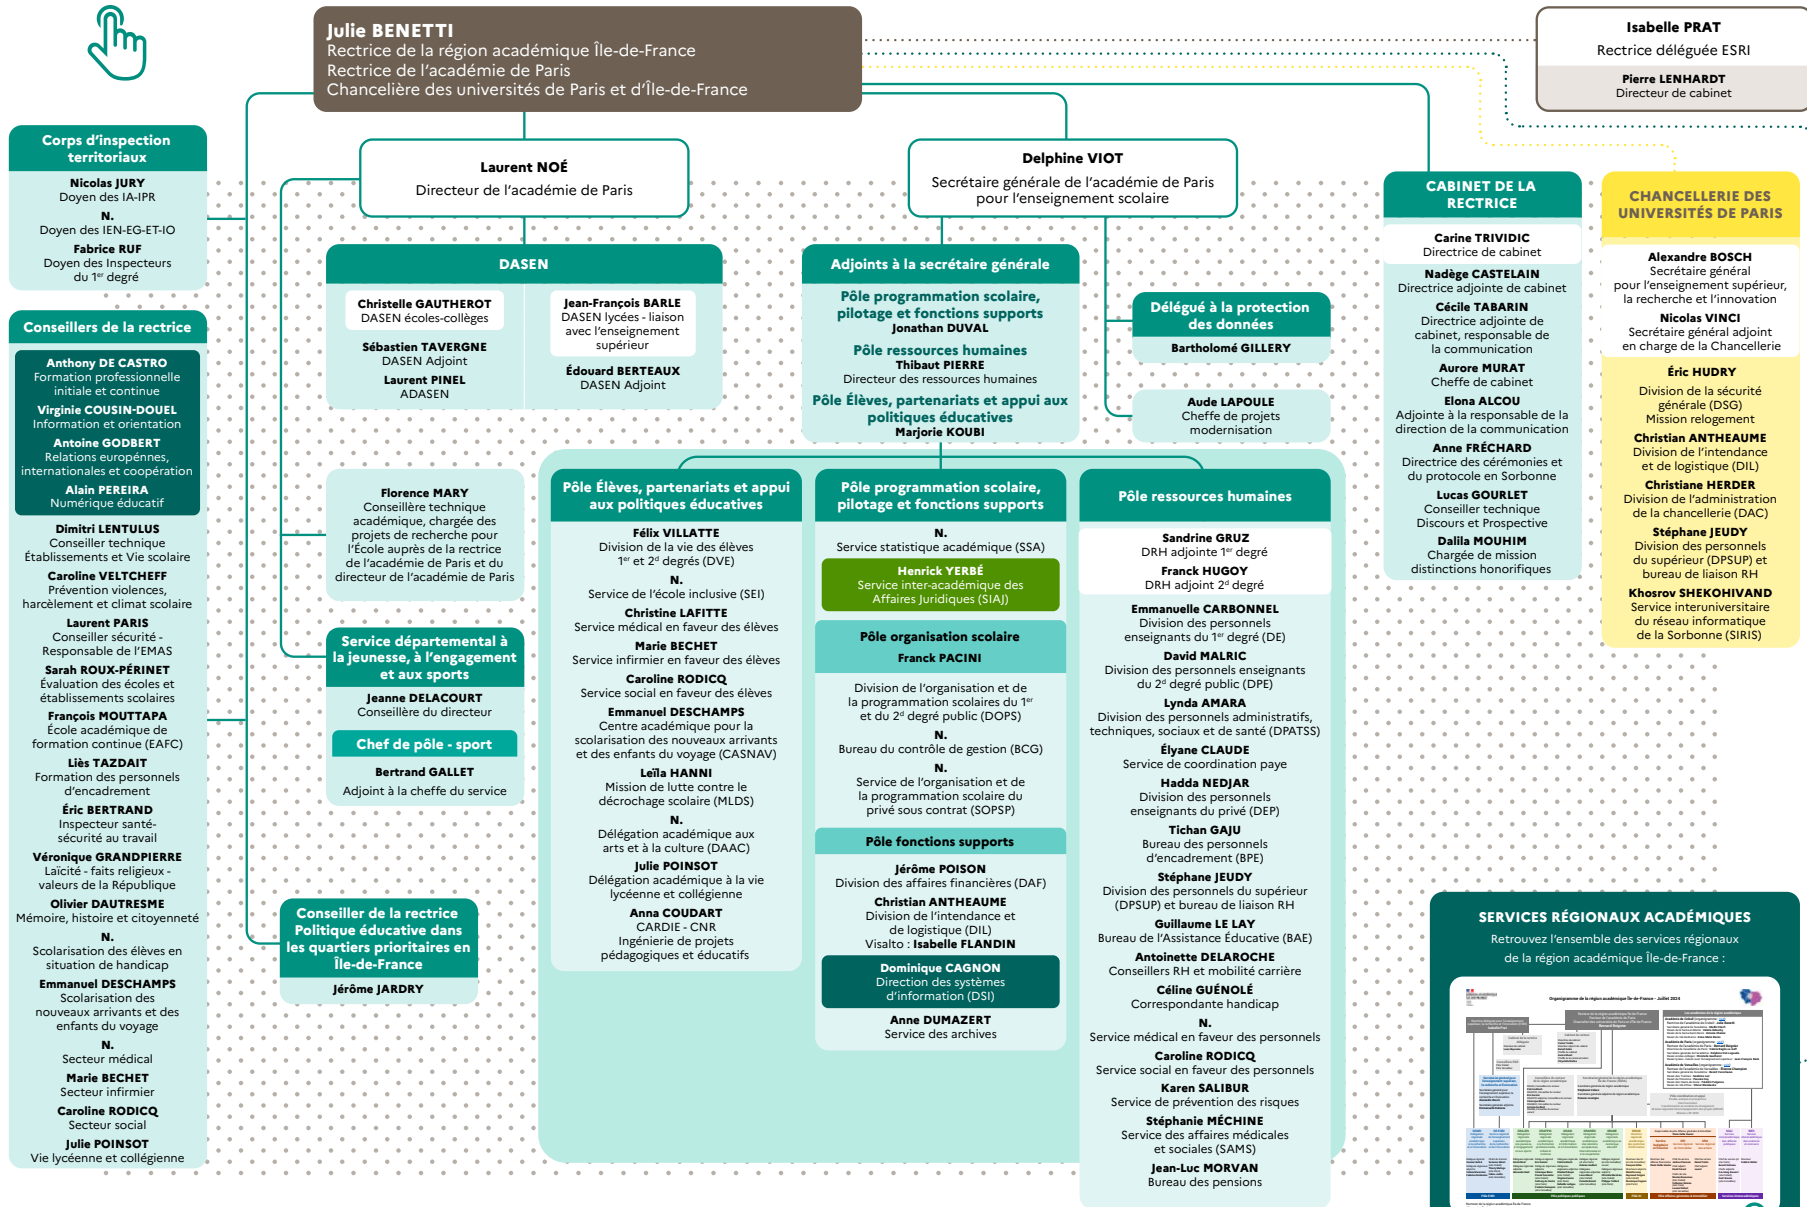 Julie BENETTI
Rectrice de la région académique Île-de-France
Rectrice de l'académie de Paris
Chancelière des universités de Paris et d'Île-de-France
Isabelle PRAT
Rectrice déléguée ESRI
Pierre LENHARDT
Directeur de cabinet
Corps d'inspection
territoriaux
Nicolas JURY
Doyen des IA-IPR
N.
Doyen des IEN-EG-ET-IO
Fabrice RUF
Doyen des Inspecteurs
du 1er degré
Conseillers de la rectrice
Anthony DE CASTRO
Formation professionnelle
initiale et continue
Virginie COUSIN-DOUEL
Information et orientation
Antoine GODBERT
Relations europénnes,
internationales et coopération
Alain PEREIRA
Numérique éducatif
Dimitri LENTULUS
Conseiller technique
Établissements et Vie scolaire
Caroline VELTCHEFF
Prévention violences,
harcèlement et climat scolaire
Laurent PARIS
Conseiller sécurité -
Responsable de l'EMAS
Sarah ROUX-PÉRINET
Évaluation des écoles et
établissements scolaires
François MOUTTAPA
École académique de
formation continue (EAFC)
Liès TAZDAIT
Formation des personnels
d'encadrement
Éric BERTRAND
Inspecteur santé-
sécurité au travail
Véronique GRANDPIERRE
Laïcité - faits religieux -
valeurs de la République
Olivier DAUTRESME
Mémoire, histoire et citoyenneté
N.
Scolarisation des élèves en
situation de handicap
Emmanuel DESCHAMPS
Scolarisation des
nouveaux arrivants et des
enfants du voyage
N.
Secteur médical
Marie BECHET
Secteur infirmier
Caroline RODICQ
Secteur social
Julie POINSOT
Vie lycéenne et collégienne
Laurent NOÉ
Directeur de l'académie de Paris
DASEN
Christelle GAUTHEROT
DASEN écoles-collèges
Sébastien TAVERGNE
DASEN Adjoint
Laurent PINEL
ADASEN
Jean-François BARLE
DASEN lycées - liaison
avec l'enseignement
supérieur
Édouard BERTEAUX
DASEN Adjoint
Florence MARY
Conseillère technique
académique, chargée des
projets de recherche pour
l'École auprès de la rectrice
de l'académie de Paris et du
directeur de l'académie de Paris
Service départemental à
la jeunesse, à l'engagement
et aux sports
Jeanne DELACOURT
Conseillère du directeur
Chef de pôle - sport
Bertrand GALLET
Adjoint à la cheffe du service
Conseiller de la rectrice
Politique éducative dans
les quartiers prioritaires en
Île-de-France
Jérôme JARDRY
Delphine VIOT
Secrétaire générale de l'académie de Paris
pour l'enseignement scolaire
Adjoints à la secrétaire générale
Pôle programmation scolaire,
pilotage et fonctions supports
Jonathan DUVAL
Pôle ressources humaines
Thibaut PIERRE
Directeur des ressources humaines
Pôle Élèves, partenariats et appui aux
politiques éducatives
Marjorie KOUBI
Délégué à la protection
des données
Bartholomé GILLERY
Aude LAPOULE
Cheffe de projets
modernisation
Pôle Élèves, partenariats et appui
aux politiques éducatives
Félix VILLATTE
Division de la vie des élèves
1er et 2d degrés (DVE)
N.
Service de l'école inclusive (SEI)
Christine LAFITTE
Service médical en faveur des élèves
Marie BECHET
Service infirmier en faveur des élèves
Caroline RODICQ
Service social en faveur des élèves
Emmanuel DESCHAMPS
Centre académique pour la
scolarisation des nouveaux arrivants
et des enfants du voyage (CASNAV)
Leïla HANNI
Mission de lutte contre le
décrochage scolaire (MLDS)
N.
Délégation académique aux
arts et à la culture (DAAC)
Julie POINSOT
Délégation académique à la vie
lycéenne et collégienne
Anna COUDART
CARDIE - CNR
Ingénierie de projets
pédagogiques et éducatifs
Pôle programmation scolaire,
pilotage et fonctions supports
N.
Service statistique académique (SSA)
Henrick YERBÉ
Service inter-académique des
Affaires Juridiques (SIAJ)
Pôle organisation scolaire
Franck PACINI
Division de l'organisation et de
la programmation scolaires du 1er
et du 2d degré public (DOPS)
N.
Bureau du contrôle de gestion (BCG)
N.
Service de l'organisation et de
la programmation scolaire du
privé sous contrat (SOPSP)
Pôle fonctions supports
Jérôme POISON
Division des affaires financières (DAF)
Christian ANTHEAUME
Division de l'intendance et
de logistique (DIL)
Visalto : Isabelle FLANDIN
Dominique CAGNON
Direction des systèmes
d'information (DSI)
Anne DUMAZERT
Service des archives
Pôle ressources humaines
Sandrine GRUZ
DRH adjointe 1er degré
Franck HUGOY
DRH adjoint 2d degré
Emmanuelle CARBONNEL
Division des personnels
enseignants du 1er degré (DE)
David MALRIC
Division des personnels enseignants
du 2d degré public (DPE)
Lynda AMARA
Division des personnels administratifs,
techniques, sociaux et de santé (DPATSS)
Élyane CLAUDE
Service de coordination paye
Hadda NEDJAR
Division des personnels
enseignants du privé (DEP)
Tichan GAJU
Bureau des personnels
d'encadrement (BPE)
Stéphane JEUDY
Division des personnels du supérieur
(DPSUP) et bureau de liaison RH
Guillaume LE LAY
Bureau de l'Assistance Éducative (BAE)
Antoinette DELAROCHE
Conseillers RH et mobilité carrière
Céline GUÉNOLÉ
Correspondante handicap
N.
Service médical en faveur des personnels
Caroline RODICQ
Service social en faveur des personnels
Karen SALIBUR
Service de prévention des risques
Stéphanie MÉCHINE
Service des affaires médicales
et sociales (SAMS)
Jean-Luc MORVAN
Bureau des pensions
CABINET DE LA
RECTRICE
Carine TRIVIDIC
Directrice de cabinet
Nadège CASTELAIN
Directrice adjointe de cabinet
Cécile TABARIN
Directrice adjointe de
cabinet, responsable de
la communication
Aurore MURAT
Cheffe de cabinet
Elona ALCOU
Adjointe à la responsable de la
direction de la communication
Anne FRÉCHARD
Directrice des cérémonies et
du protocole en Sorbonne
Lucas GOURLET
Conseiller technique
Discours et Prospective
Dalila MOUHIM
Chargée de mission
distinctions honorifiques
CHANCELLERIE DES
UNIVERSITÉS DE PARIS
Alexandre BOSCH
Secrétaire général
pour l'enseignement supérieur,
la recherche et l'innovation
Nicolas VINCI
Secrétaire général adjoint
en charge de la Chancellerie
Éric HUDRY
Division de la sécurité
générale (DSG)
Mission relogement
Christian ANTHEAUME
Division de l'intendance
et de logistique (DIL)
Christiane HERDER
Division de l'administration
de la chancellerie (DAC)
Stéphane JEUDY
Division des personnels
du supérieur (DPSUP) et
bureau de liaison RH
Khosrov SHEKOHIVAND
Service interuniversitaire
du réseau informatique
de la Sorbonne (SIRIS)
SERVICES RÉGIONAUX ACADÉMIQUES
Retrouvez l'ensemble des services régionaux
de la région académique Île-de-France :
Organigramme de la région académique Île-de-France - Juillet 2024